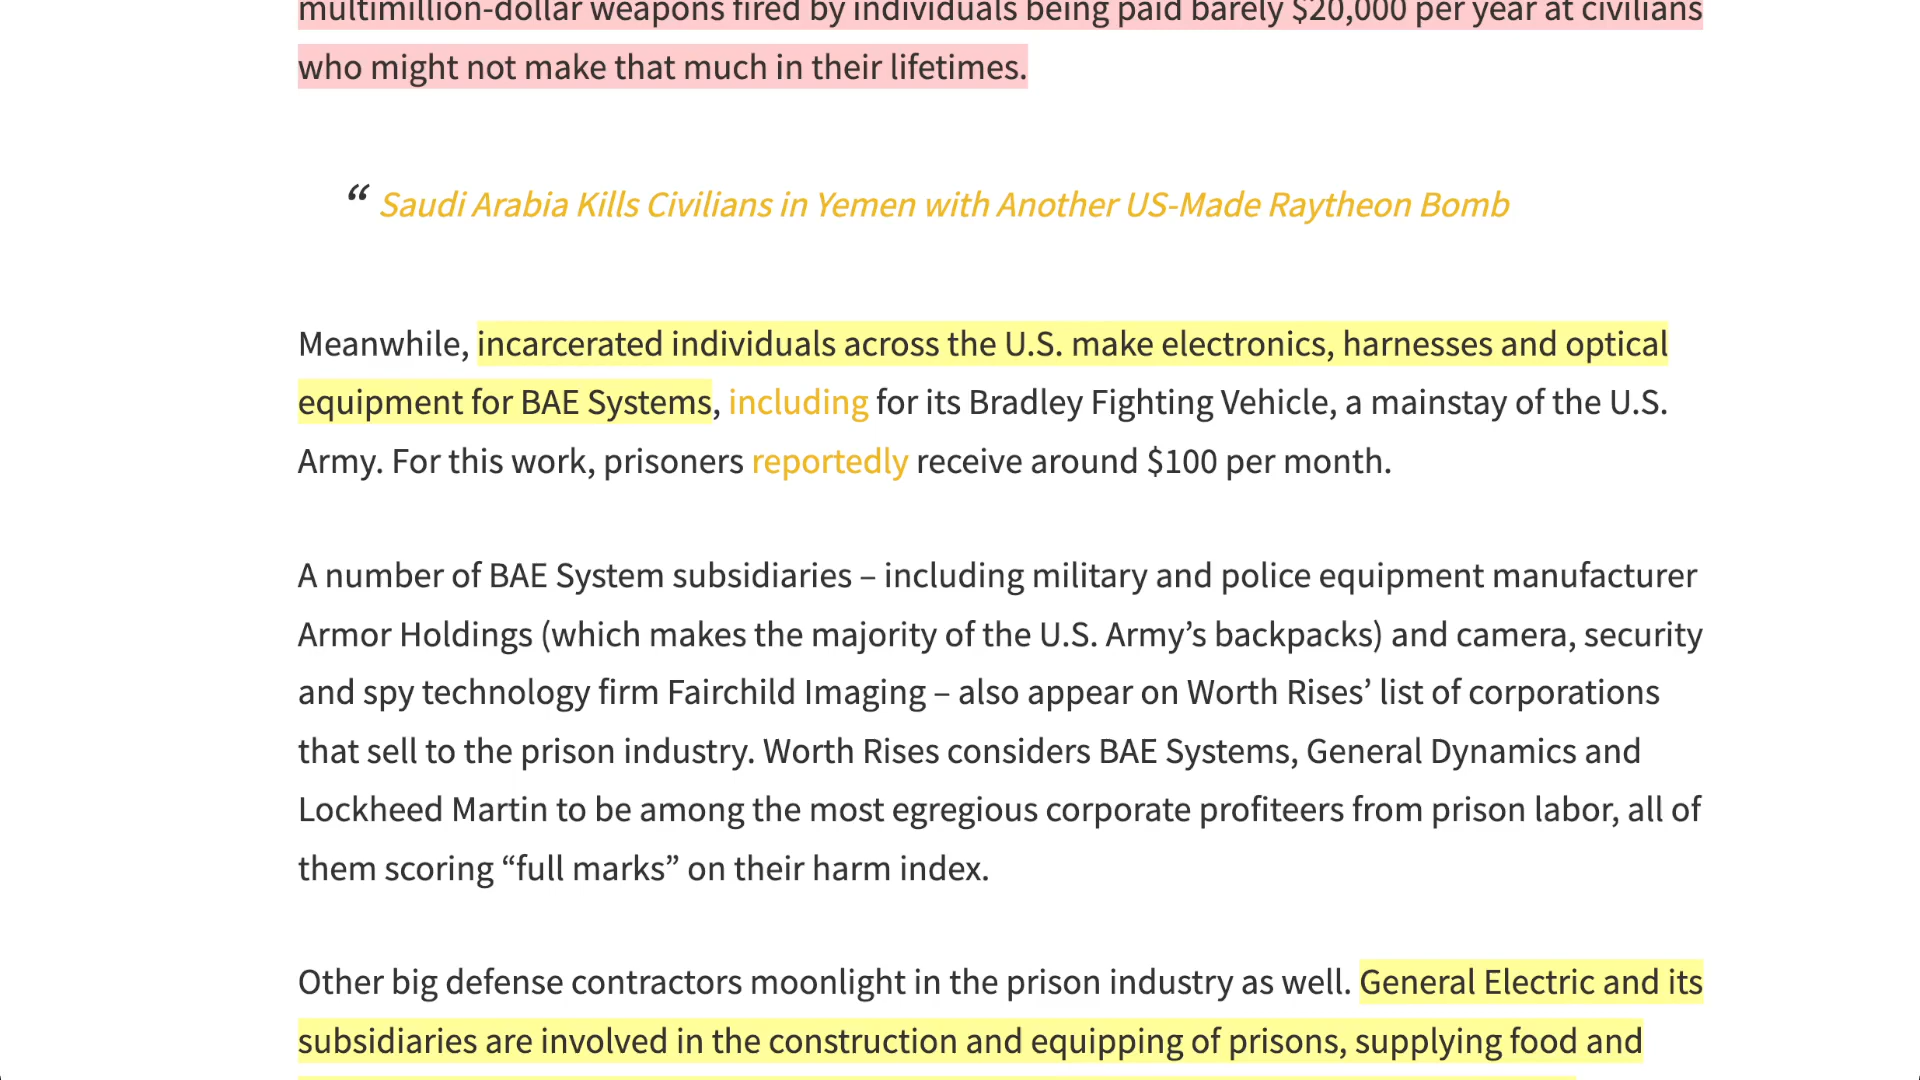 multimillion-dollar weapons fired by individuals being paid barely $20,000 per year at civilians
who might not make that much in their lifetimes.
“ Saudi Arabia Kills Civilians in Yemen with Another US-Made Raytheon Bomb
Meanwhile, incarcerated individuals across the U.S. make electronics, harnesses and optical
equipment for BAE Systems, including for its Bradley Fighting Vehicle, a mainstay of the U.S.
Army. For this work, prisoners reportedly receive around $100 per month.
A number of BAE System subsidiaries – including military and police equipment manufacturer
Armor Holdings (which makes the majority of the U.S. Army’s backpacks) and camera, security
and spy technology firm Fairchild Imaging – also appear on Worth Rises’ list of corporations
that sell to the prison industry. Worth Rises considers BAE Systems, General Dynamics and
Lockheed Martin to be among the most egregious corporate profiteers from prison labor, all of
them scoring “full marks” on their harm index.
Other big defense contractors moonlight in the prison industry as well. General Electric and its
subsidiaries are involved in the construction and equipping of prisons, supplying food and